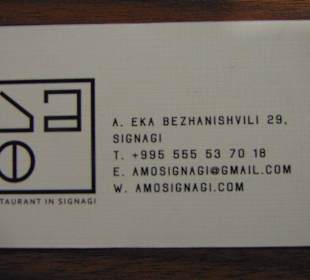 A. EKA BEZHANISHVILI 29,
SIGNAGI
T. +995 555 53 70 18
E. AMOSIGNAGI@GMAIL.COM
W. AMOSIGNAGI.COM
TAURANT IN SIGNAGI